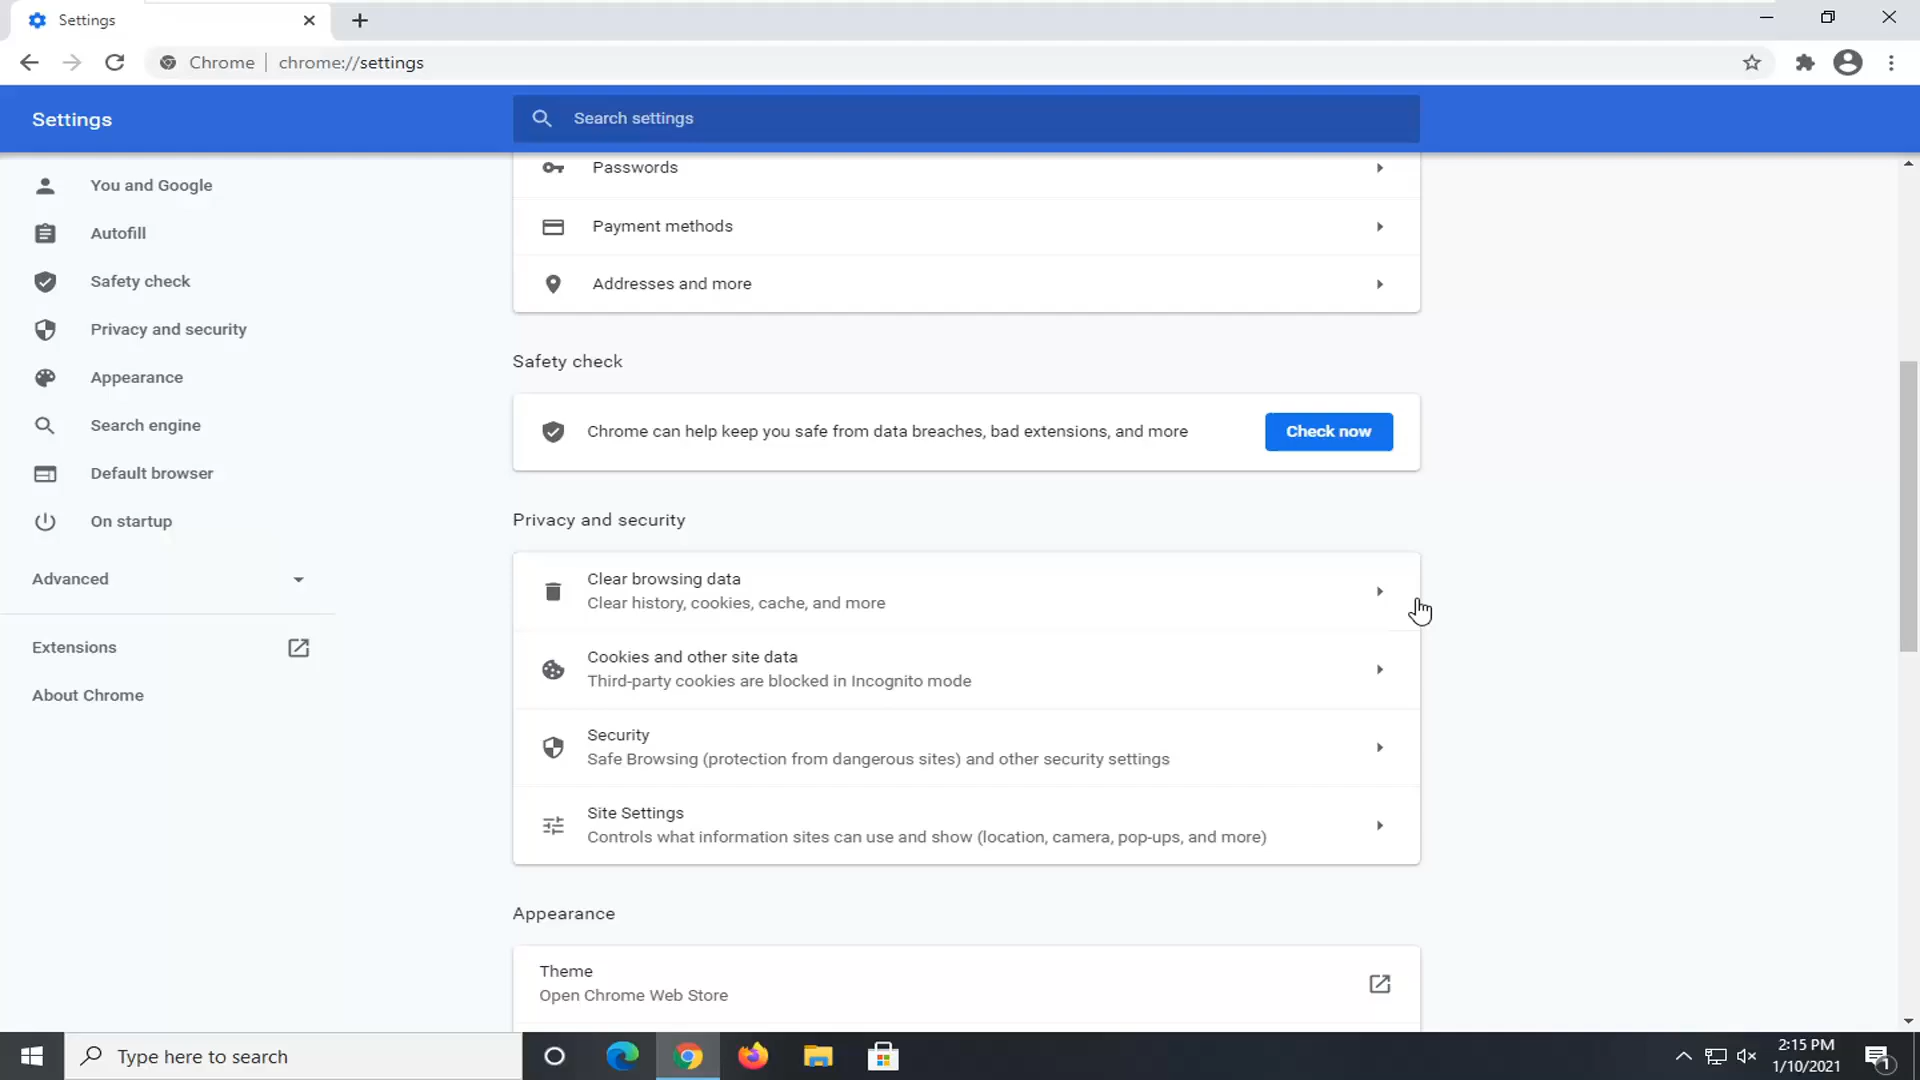 Settings
Chrome
chrome://settings
Settings
Search settings
You and Google
Autofill
Safety check
Privacy and security
Appearance
Search engine
Default browser
On startup
Advanced
Extensions
About Chrome
Passwords
Payment methods
Addresses and more
Safety check
Chrome can help keep you safe from data breaches, bad extensions, and more
Check now
Privacy and security
Clear browsing data
Clear history, cookies, cache, and more
Cookies and other site data
Third-party cookies are blocked in Incognito mode
Security
Safe Browsing (protection from dangerous sites) and other security settings
Site Settings
Controls what information sites can use and show (location, camera, pop-ups, and more)
Appearance
Theme
Open Chrome Web Store
Type here to search
2:15 PM
1/10/2021
1